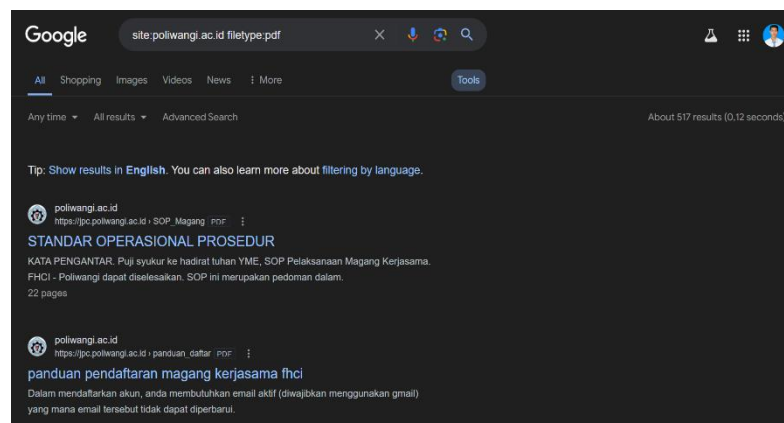 Google
site:poliwangi.ac.id filetype:pdf
All Shopping Images Videos News More Tools
Any time All results Advanced Search About 517 results (0,12 seconds)
Tip: Show results in English. You can also learn more about filtering by language.
poliwangi.ac.id
https://jpc.poliwangi.ac.id › SOP_Magang PDF
STANDAR OPERASIONAL PROSEDUR
KATA PENGANTAR. Puji syukur ke hadirat tuhan YME, SOP Pelaksanaan Magang Kerjasama.
FHCI - Poliwangi dapat diselesaikan. SOP ini merupakan pedoman dalam.
22 pages
poliwangi.ac.id
https://jpc.poliwangi.ac.id › panduan_daftar PDF
panduan pendaftaran magang kerjasama fhci
Dalam mendaftarkan akun, anda membutuhkan email aktif (diwajibkan menggunakan gmail)
yang mana email tersebut tidak dapat diperbarui.